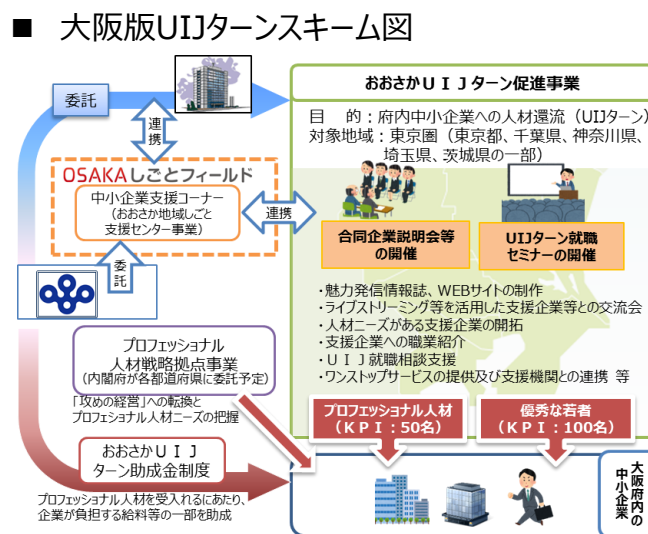 ■ 大阪版UIJターンスキーム図
委託
連携
おおさかＵＩＪターン促進事業
目　的：府内中小企業への人材還流（UIJターン）
対象地域：東京圏（東京都、千葉県、神奈川県、
埼玉県、茨城県の一部）
OSAKAしごとフィールド
中小企業支援コーナー
（おおさか地域しごと
支援センター事業）
連携
委託
合同企業説明会等
の開催
UIJターン就職
セミナーの開催
・魅力発信情報誌、WEBサイトの制作
・ライブストリーミング等を活用した支援企業等との交流会
・人材ニーズがある支援企業の開拓
・支援企業への職業紹介
・ＵＩＪ就職相談支援
・ワンストップサービスの提供及び支援機関との連携 等
プロフェッショナル
人材戦略拠点事業
（内閣府が各都道府県に委託予定）
「攻めの経営」への転換と
プロフェショナル人材ニーズの把握
プロフェッショナル人材
（ＫＰＩ：50名）
優秀な若者
（ＫＰＩ：100名）
おおさかＵＩＪ
ターン助成金制度
プロフェッショナル人材を受入れるにあたり、
企業が負担する給料等の一部を助成
大阪府内の
中小企業